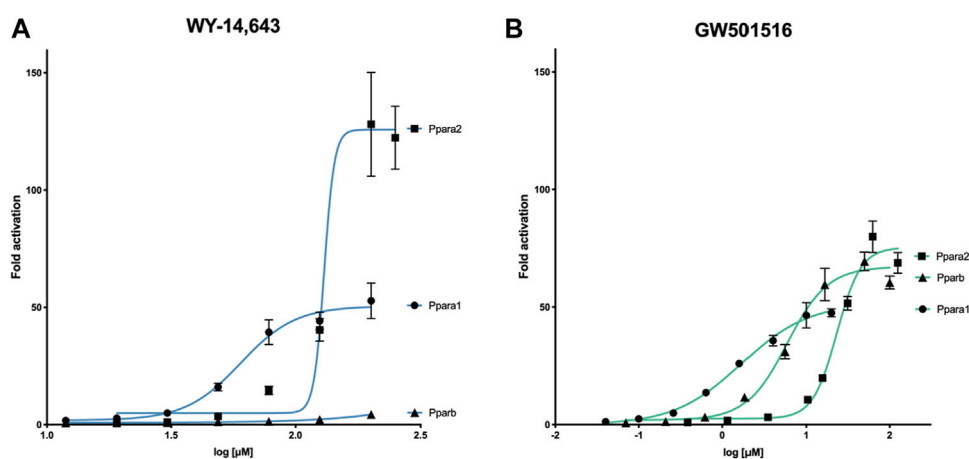 A
WY-14,643
Fold activation
150
100
50
0
1.0
1.5
2.0
2.5
log [µM]
Ppara2
Ppara1
Pparb
B
GW501516
Fold activation
150
100
50
0
-2
-1
0
1
2
log [µM]
Ppara2
Pparb
Ppara1